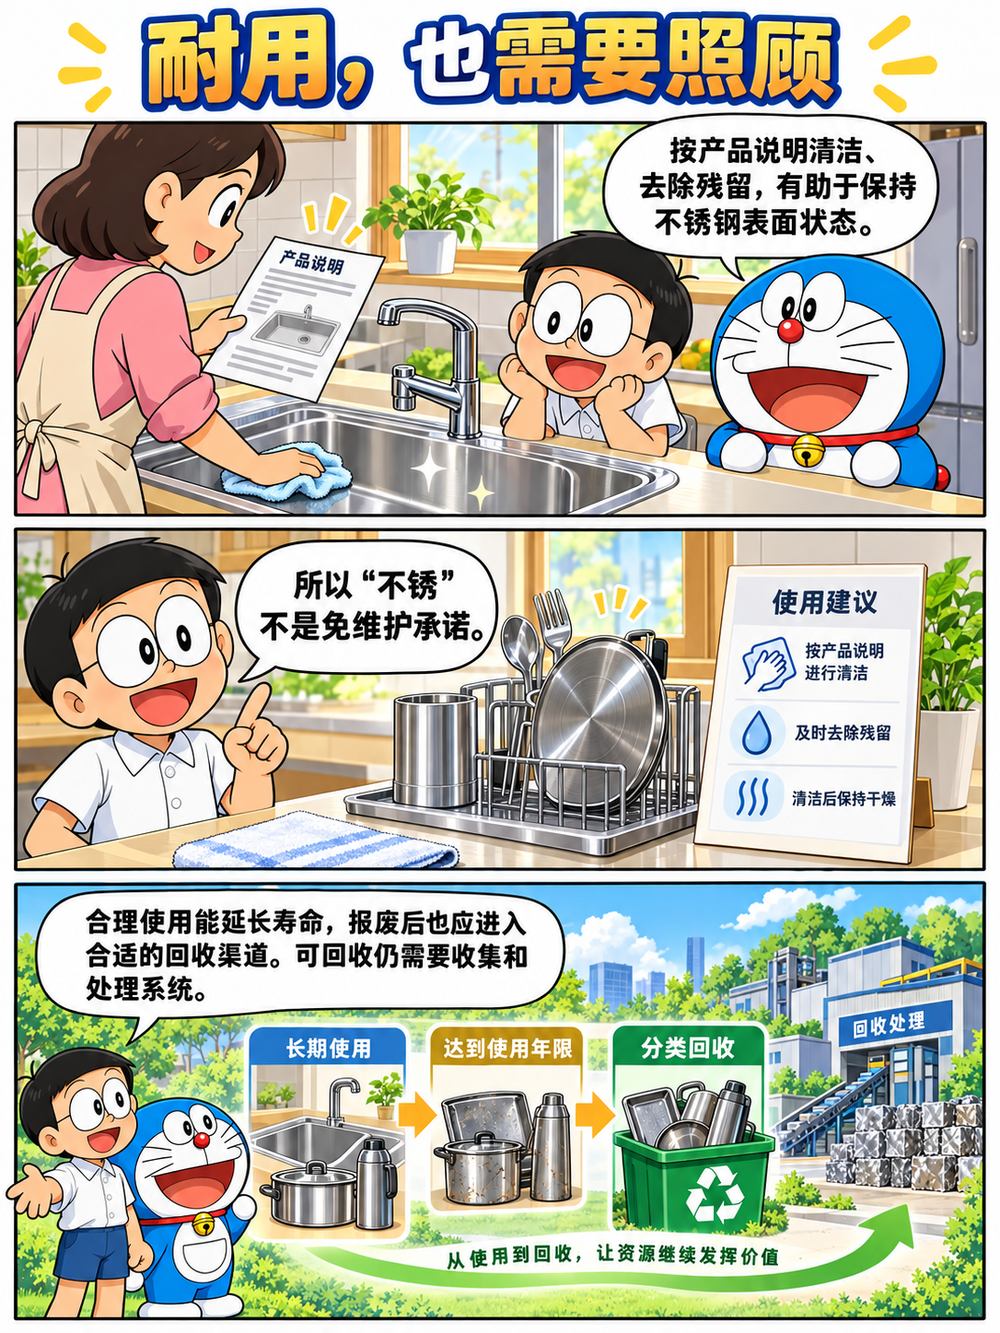 耐用，也需要照顾
产品说明
按产品说明清洁、
去除残留，有助于保持
不锈钢表面状态。
所以“不锈”
不是免维护承诺。
使用建议
按产品说明
进行清洁
及时去除残留
清洁后保持干燥
合理使用能延长寿命，报废后也应进入
合适的回收渠道。可回收仍需要收集和
处理系统。
长期使用
达到使用年限
分类回收
回收处理
从使用到回收，让资源继续发挥价值